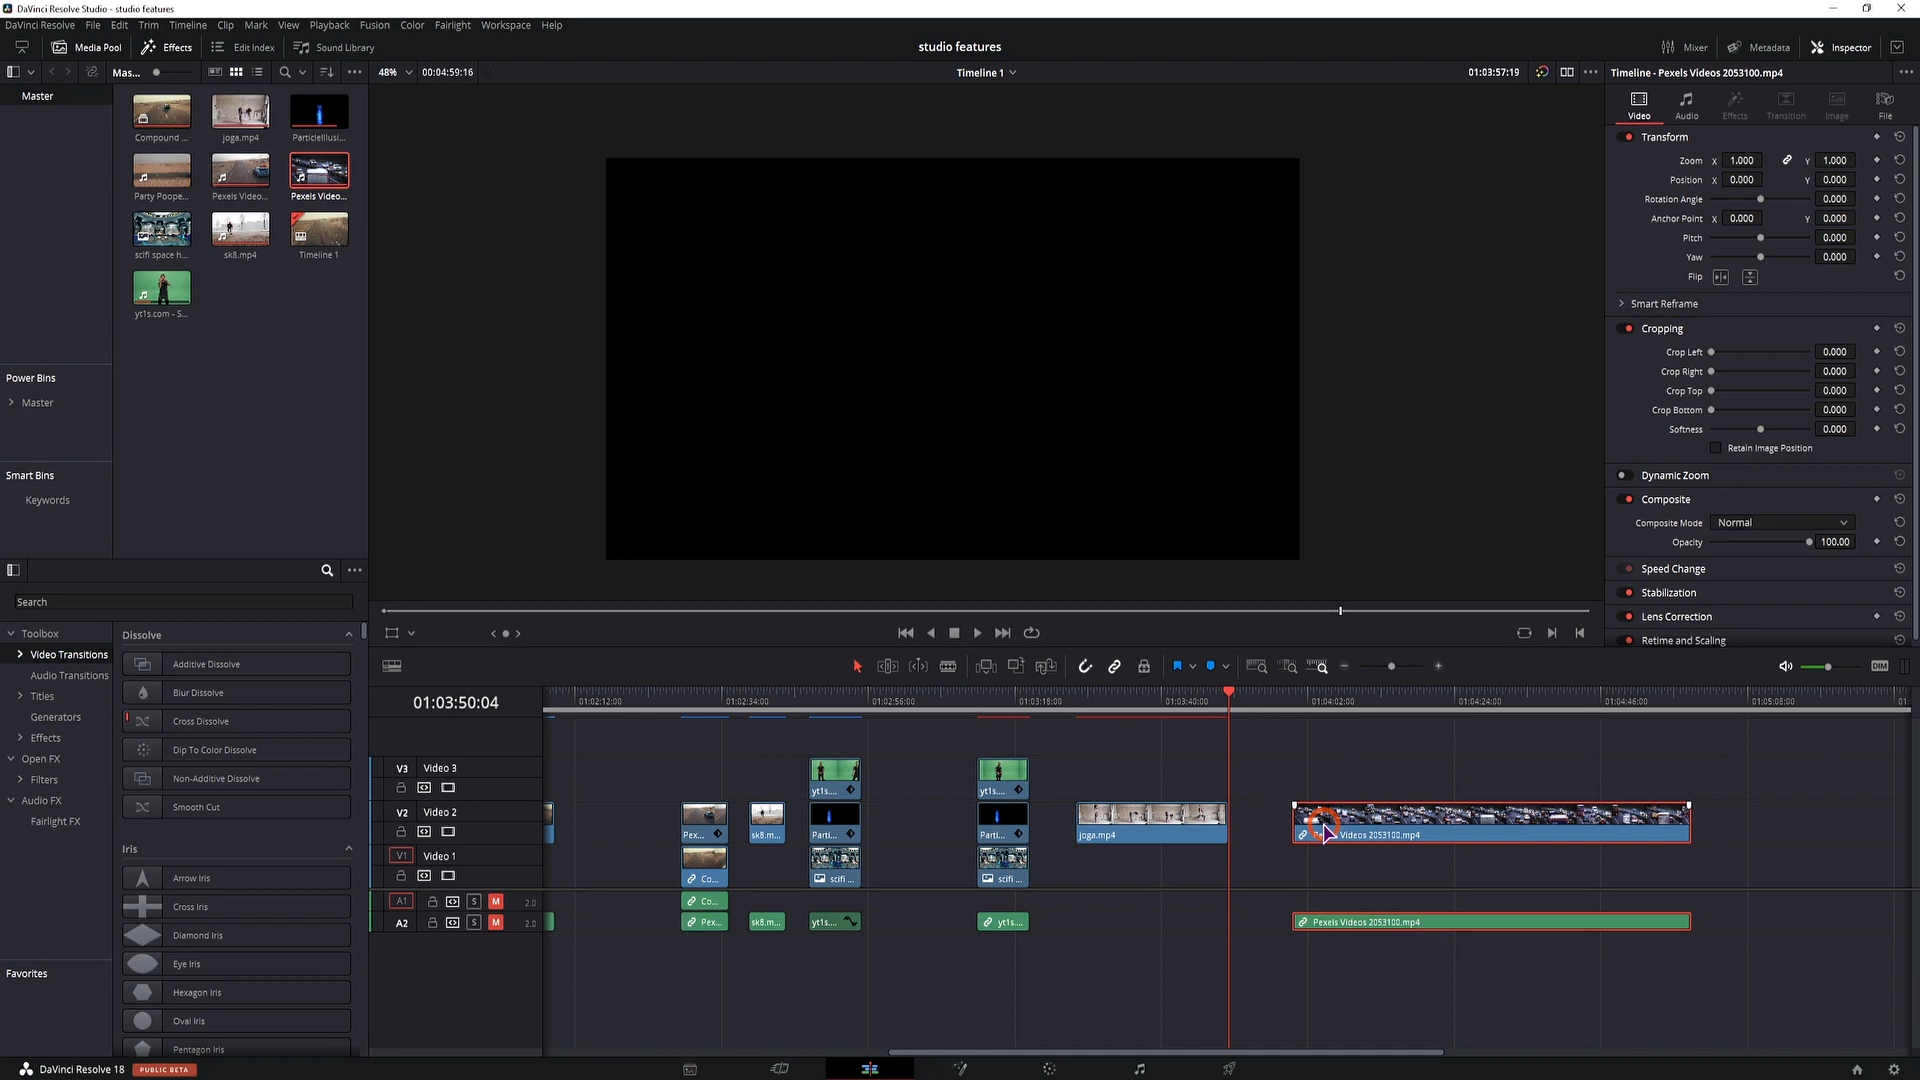 DaVinci Resolve Studio - studio features
DaVinci Resolve File Edit Trim Timeline Clip Mark View Playback Fusion Color Fairlight Workspace Help
Media Pool Effects Edit Index Sound Library studio features Mixer Metadata Inspector
Mas... 48% 00:04:59:16 Timeline 1 01:03:57:19 Timeline - Pexels Videos 2053100.mp4
Master
Compound ... joga.mp4 ParticleIllusi...
Party Poope... Pexels Video... Pexels Video...
scifi space h... sk8.mp4 Timeline 1
yt1s.com - S...
Power Bins
Master
Smart Bins
Keywords
Video Audio Effects Transition Image File
Transform
Zoom X 1.000 Y 1.000
Position X 0.000 Y 0.000
Rotation Angle 0.000
Anchor Point X 0.000 Y 0.000
Pitch 0.000
Yaw 0.000
Flip
Smart Reframe
Cropping
Crop Left 0.000
Crop Right 0.000
Crop Top 0.000
Crop Bottom 0.000
Softness 0.000
Retain Image Position
Dynamic Zoom
Composite
Composite Mode Normal
Opacity 100.00
Speed Change
Stabilization
Lens Correction
Retime and Scaling
Search
Toolbox
Video Transitions
Audio Transitions
Titles
Generators
Effects
Open FX
Filters
Audio FX
Fairlight FX
Favorites
Dissolve
Additive Dissolve
Blur Dissolve
Cross Dissolve
Dip To Color Dissolve
Non-Additive Dissolve
Smooth Cut
Iris
Arrow Iris
Cross Iris
Diamond Iris
Eye Iris
Hexagon Iris
Oval Iris
Pentagon Iris
DIM
01:03:50:04 01:02:12:00 01:02:34:00 01:02:56:00 01:03:18:00 01:03:40:00 01:04:02:00 01:04:24:00 01:04:46:00 01:05:08:00
V3 Video 3
yt1s.... yt1s....
V2 Video 2
Pex... sk8.m... Parti... Parti... joga.mp4 Videos 2053100.mp4
V1 Video 1
Co... scifi ... scifi ...
A1 S M 2.0 Co...
A2 S M 2.0 Pex... sk8.m... yt1s.... yt1s.... Pexels Videos 2053100.mp4
DaVinci Resolve 18 PUBLIC BETA